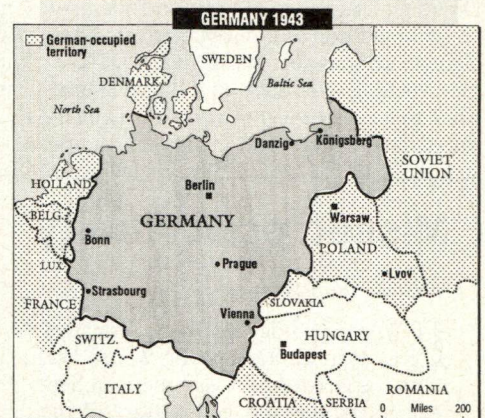 GERMANY 1943
German-occupied
territory
SWEDEN
DENMARK
Baltic Sea
North Sea
Danzig
Königsberg
SOVIET
UNION
HOLLAND
Berlin
BELG.
GERMANY
Warsaw
Bonn
POLAND
LUX.
Prague
Lvov
Strasbourg
FRANCE
SLOVAKIA
Vienna
SWITZ.
HUNGARY
Budapest
ITALY
ROMANIA
CROATIA
SERBIA
0 Miles 200